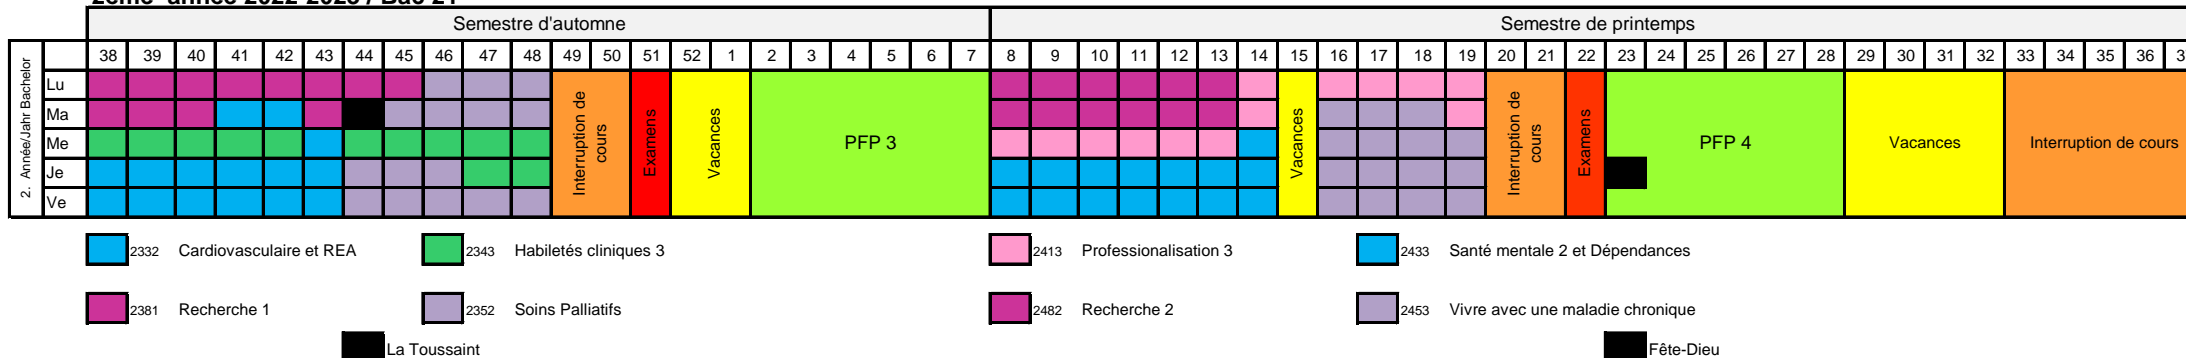 2ème année 2022-2023 / Bac 21
Semestre d'automne Semestre de printemps
2. Année/Jahr Bachelor
38 39 40 41 42 43 44 45 46 47 48 49 50 51 52 1 2 3 4 5 6 7 8 9 10 11 12 13 14 15 16 17 18 19 20 21 22 23 24 25 26 27 28 29 30 31 32 33 34 35 36 3
Lu
Ma
Me
Je
Ve
Interruption de
cours
Examens
Vacances
PFP 3
Vacances
Interruption de
cours
Examens
PFP 4
Vacances
Interruption de cours
2332 Cardiovasculaire et REA 2343 Habiletés cliniques 3 2413 Professionalisation 3 2433 Santé mentale 2 et Dépendances
2381 Recherche 1 2352 Soins Palliatifs 2482 Recherche 2 2453 Vivre avec une maladie chronique
La Toussaint Fête-Dieu